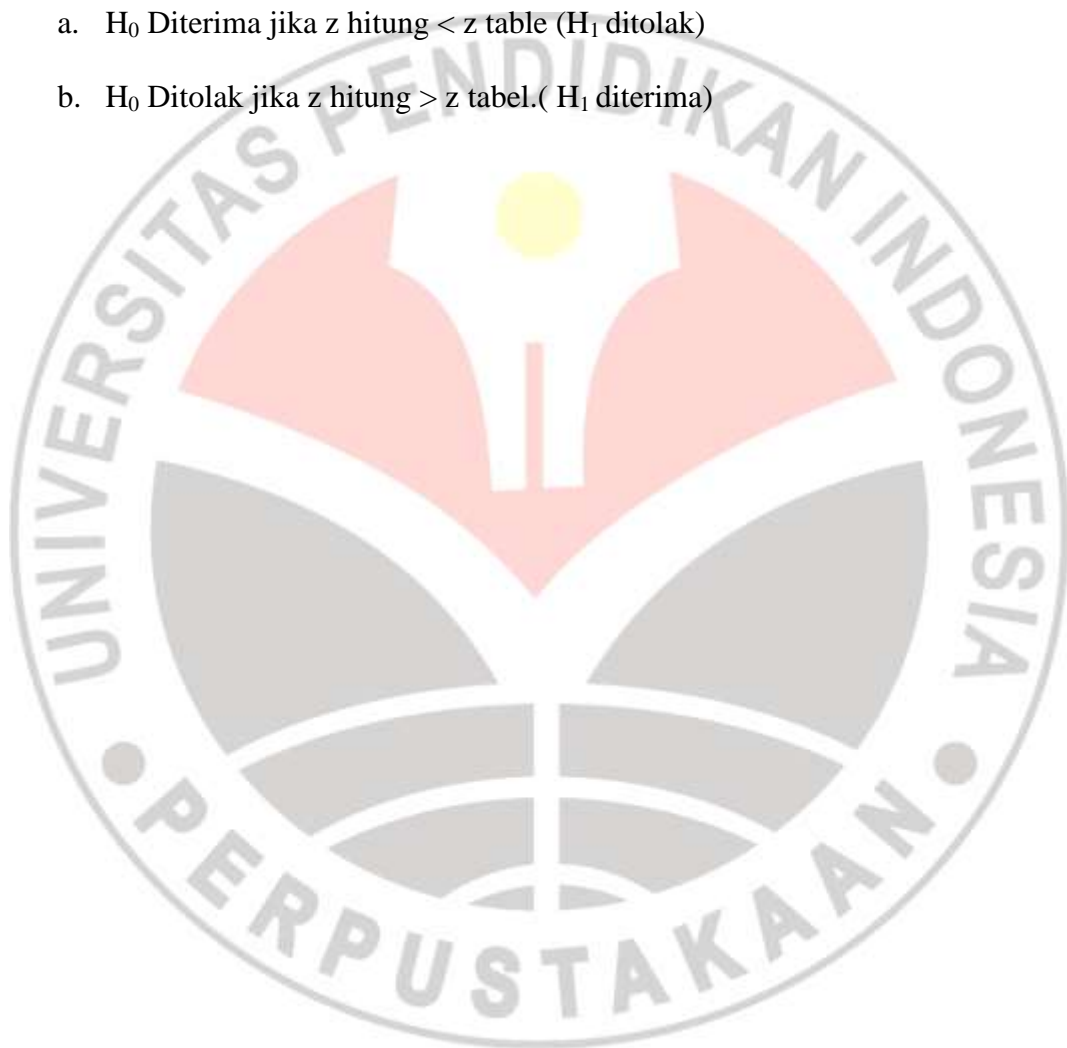 a. H₀ Diterima jika z hitung < z table (H₁ ditolak)
b. H₀ Ditolak jika z hitung > z tabel.( H₁ diterima)
UNIVERSITAS PENDIDIKAN INDONESIA
PERPUSTAKAAN